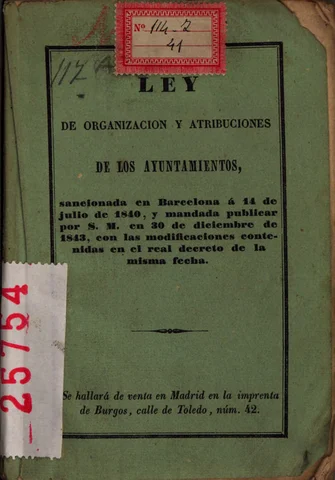 Nº 114-2
41
117
LEY
DE ORGANIZACION Y ATRIBUCIONES
DE LOS AYUNTAMIENTOS,
sancionada en Barcelona á 14 de
julio de 1840, y mandada publicar
por S. M. en 30 de diciembre de
1843, con las modificaciones conte-
nidas en el real decreto de la
misma fecha.
25754
Se hallará de venta en Madrid en la imprenta
de Burgos, calle de Toledo, núm. 42.